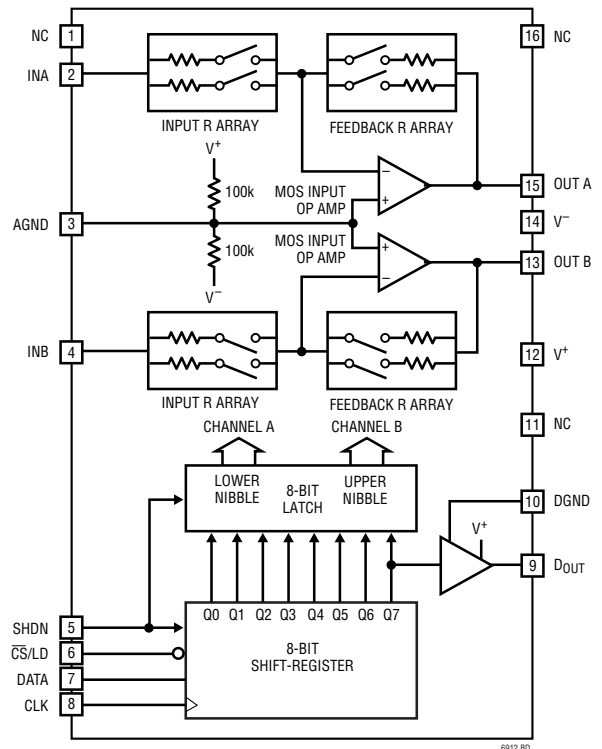 NC 1
16 NC
INA 2
INPUT R ARRAY
FEEDBACK R ARRAY
V+
100k
MOS INPUT
OP AMP
−
+
15 OUT A
AGND 3
14 V−
100k
MOS INPUT
OP AMP
+
−
13 OUT B
V−
INB 4
12 V+
INPUT R ARRAY
FEEDBACK R ARRAY
CHANNEL A
CHANNEL B
11 NC
LOWER
NIBBLE
8-BIT
LATCH
UPPER
NIBBLE
10 DGND
V+
9 DOUT
Q0 Q1 Q2 Q3 Q4 Q5 Q6 Q7
SHDN 5
C̅S̅/LD 6
8-BIT
SHIFT-REGISTER
DATA 7
CLK 8
6912 BD